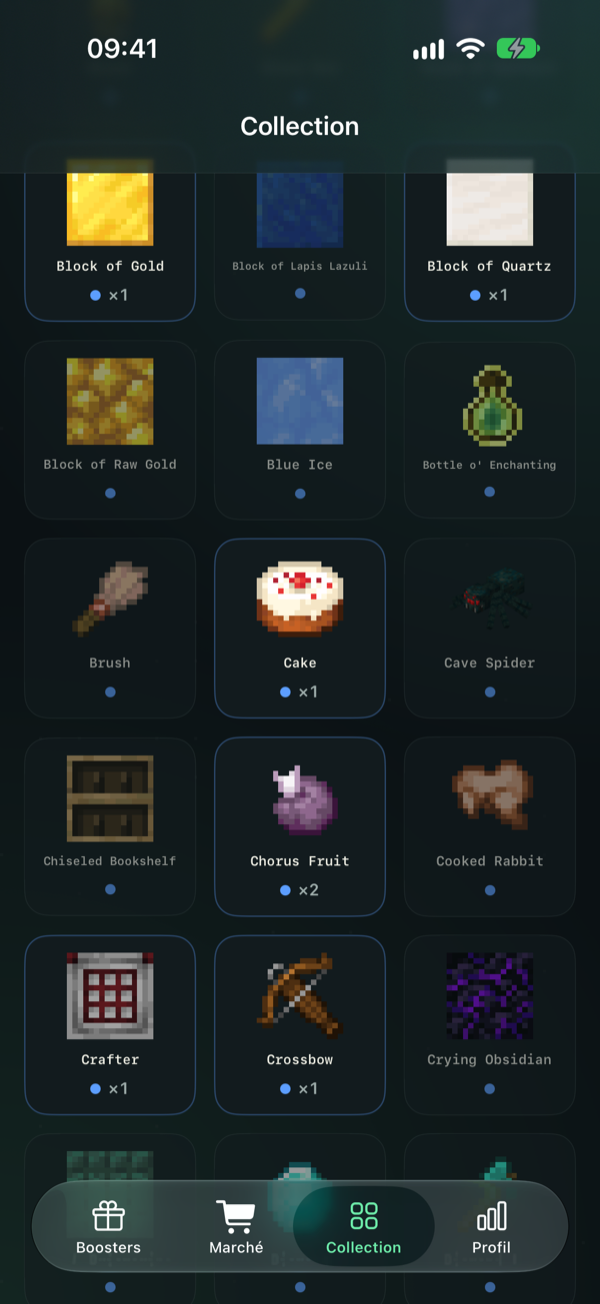 09:41
Collection
Block of Gold
Block of Lapis Lazuli
Block of Quartz
×1
×1
Block of Raw Gold
Blue Ice
Bottle o' Enchanting
Brush
Cake
Cave Spider
×1
Chiseled Bookshelf
Chorus Fruit
Cooked Rabbit
×2
Crafter
Crossbow
Crying Obsidian
×1
×1
Boosters
Marché
Collection
Profil